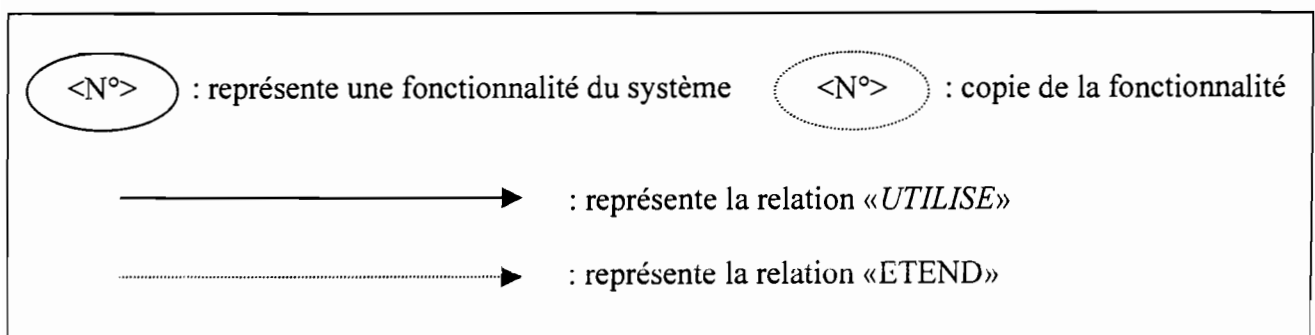 <N°> : représente une fonctionnalité du système <N°> : copie de la fonctionnalité
: représente la relation «UTILISE»
: représente la relation «ETEND»